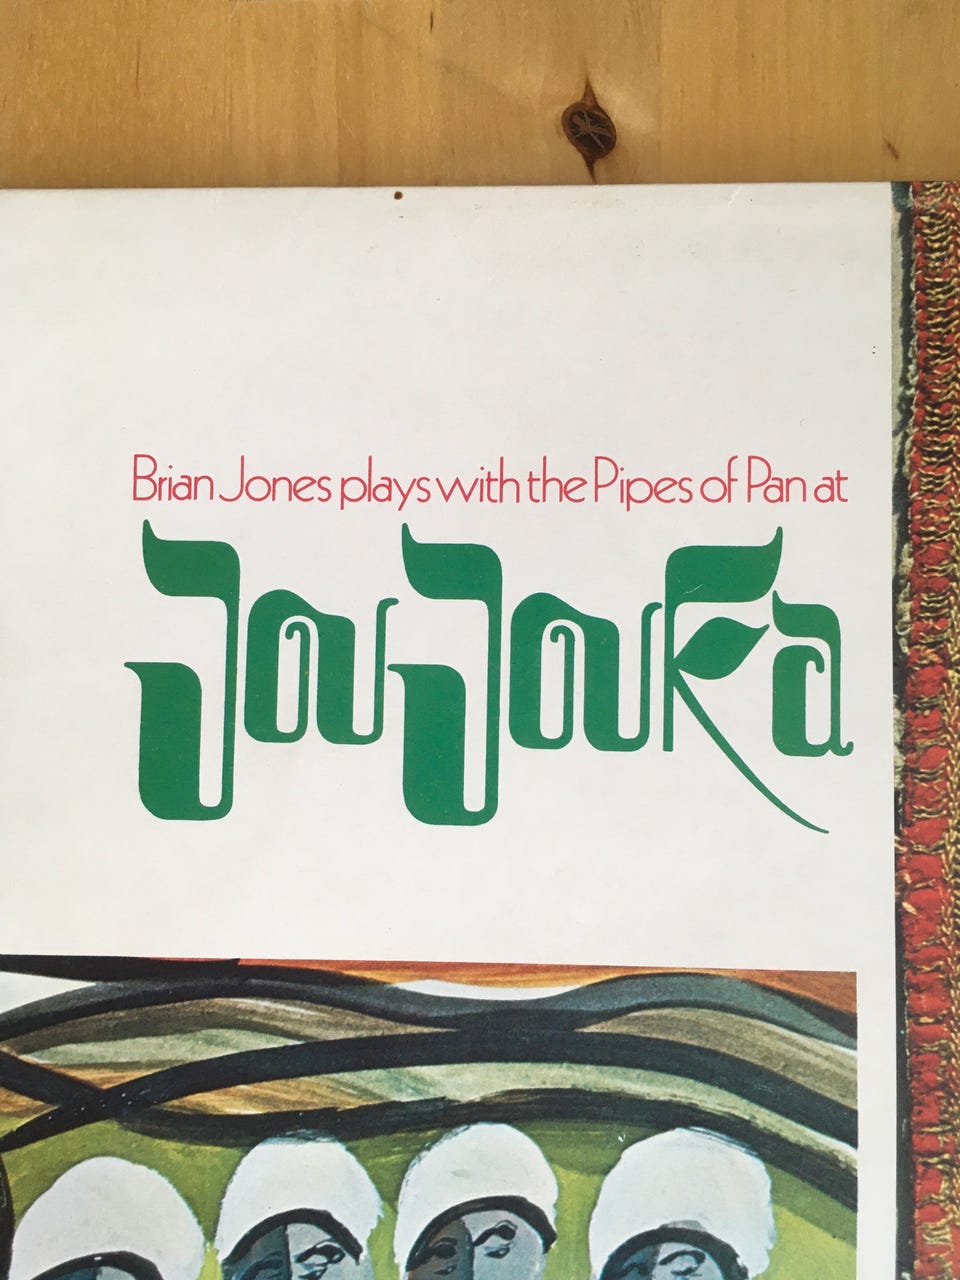 Brian Jones plays with the Pipes of Pan at
JouJouKa